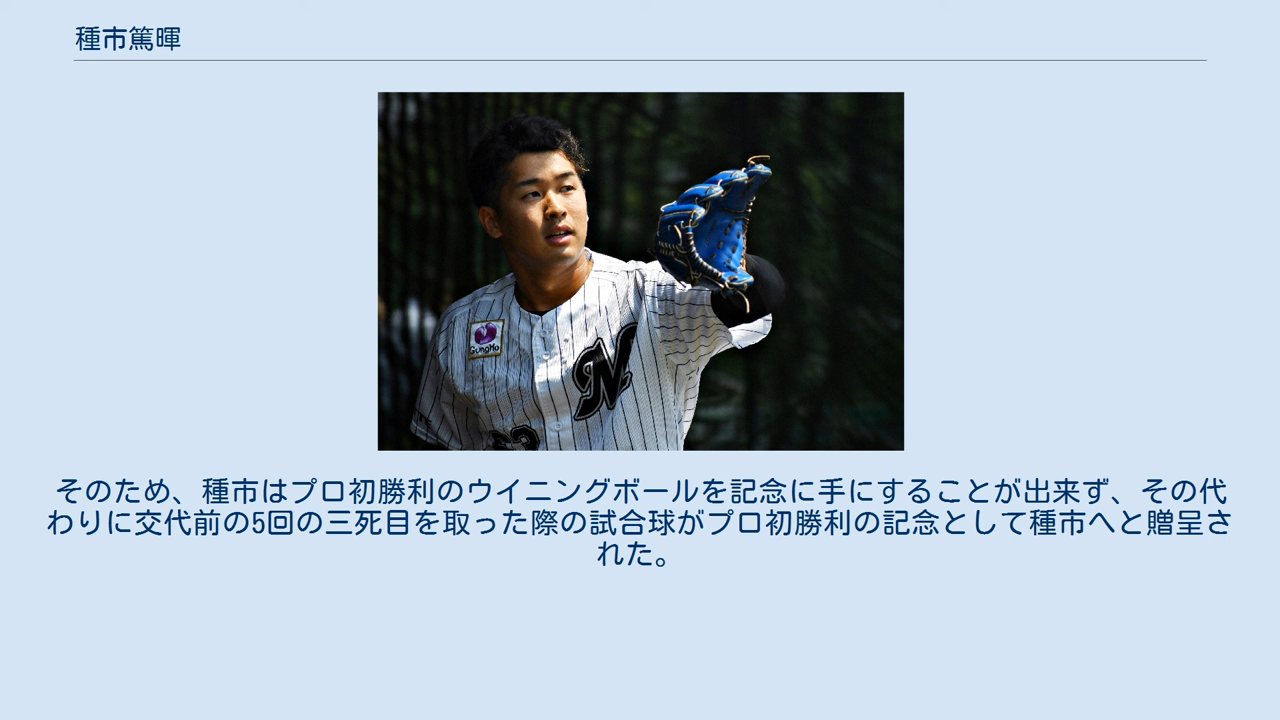 種市篤暉
GungHo
M
そのため、種市はプロ初勝利のウイニングボールを記念に手にすることが出来ず、その代
わりに交代前の5回の三死目を取った際の試合球がプロ初勝利の記念として種市へと贈呈さ
れた。